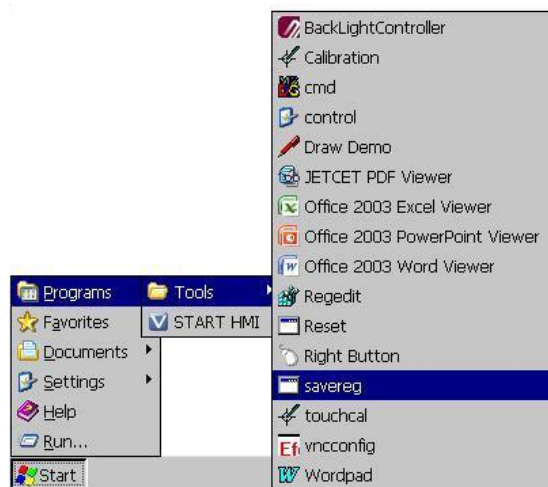 BackLightController
Calibration
cmd
control
Draw Demo
JETCET PDF Viewer
Office 2003 Excel Viewer
Office 2003 PowerPoint Viewer
Office 2003 Word Viewer
Regedit
Reset
Right Button
savereg
touchcal
vncconfig
Wordpad
Tools
START HMI
Programs
Favorites
Documents
Settings
Help
Run...
Start